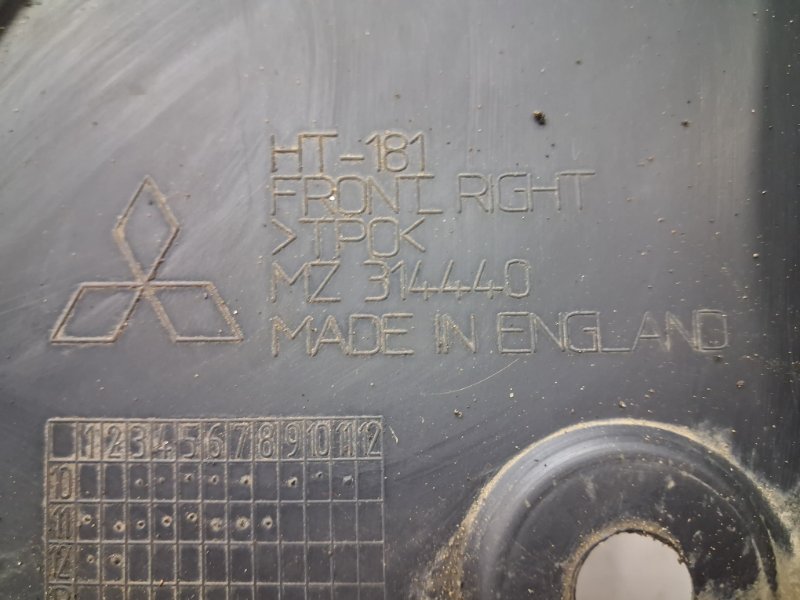 HT-181
FRONT RIGHT
>TPO<
MZ 314440
MADE IN ENGLAND
1 2 3 4 5 6 7 8 9 10 11 12
10
11
12